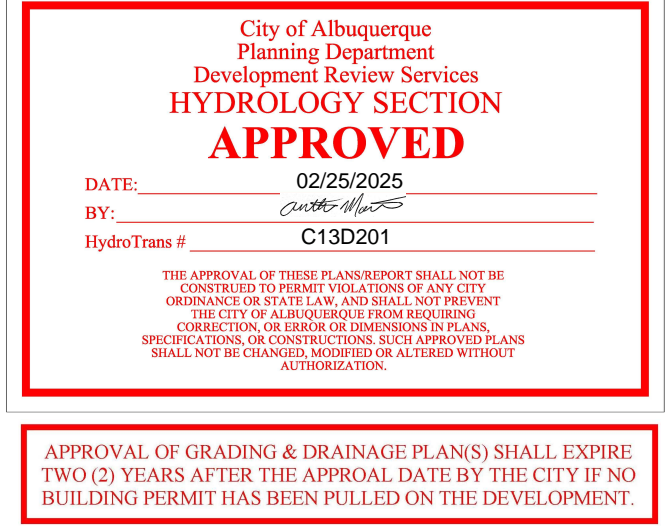 City of Albuquerque
Planning Department
Development Review Services
HYDROLOGY SECTION
APPROVED
DATE: 02/25/2025
BY:
HydroTrans # C13D201
THE APPROVAL OF THESE PLANS/REPORT SHALL NOT BE
CONSTRUED TO PERMIT VIOLATIONS OF ANY CITY
ORDINANCE OR STATE LAW, AND SHALL NOT PREVENT
THE CITY OF ALBUQUERQUE FROM REQUIRING
CORRECTION, OR ERROR OR DIMENSIONS IN PLANS,
SPECIFICATIONS, OR CONSTRUCTIONS. SUCH APPROVED PLANS
SHALL NOT BE CHANGED, MODIFIED OR ALTERED WITHOUT
AUTHORIZATION.
APPROVAL OF GRADING & DRAINAGE PLAN(S) SHALL EXPIRE
TWO (2) YEARS AFTER THE APPROAL DATE BY THE CITY IF NO
BUILDING PERMIT HAS BEEN PULLED ON THE DEVELOPMENT.